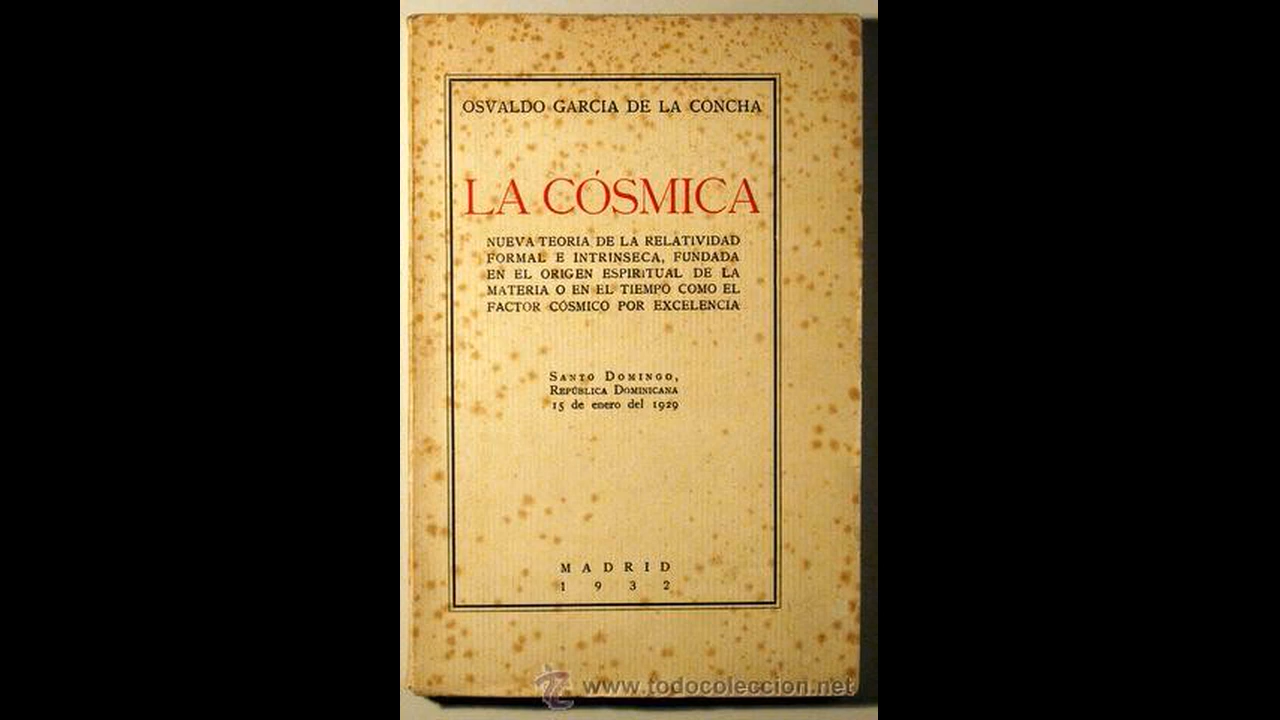 OSVALDO GARCIA DE LA CONCHA
LA CÓSMICA
NUEVA TEORIA DE LA RELATIVIDAD
FORMAL E INTRINSECA, FUNDADA
EN EL ORIGEN ESPIRITUAL DE LA
MATERIA O EN EL TIEMPO COMO EL
FACTOR CÓSMICO POR EXCELENCIA
SANTO DOMINGO,
REPÚBLICA DOMINICANA
15 de enero del 1929
MADRID
1932
www.todocoleccion.net